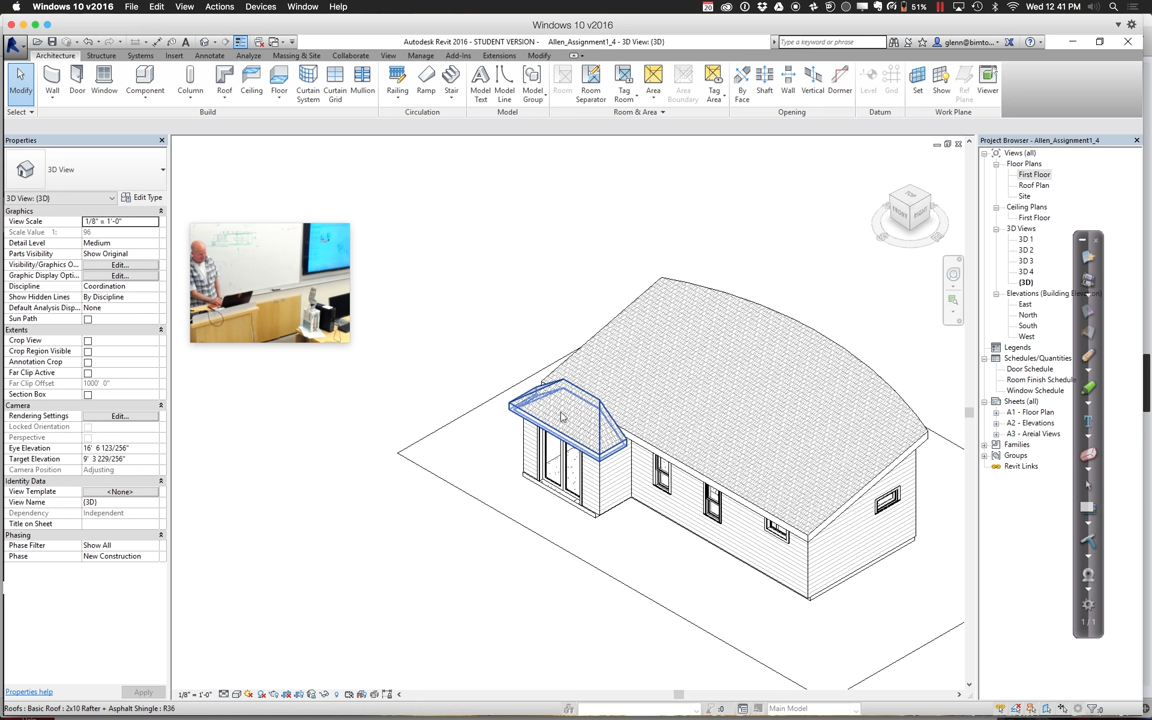 Windows 10 v2016 File Edit View Actions Devices Window Help 20 51% Wed 12 41 PM
Windows 10 v2016
Autodesk Revit 2016 - STUDENT VERSION - Allen_Assignment1_4 - 3D View: {3D} Type a keyword or phrase glenn@bimto...
Architecture Structure Systems Insert Annotate Analyze Massing & Site Collaborate View Manage Add-Ins Extensions Modify
Modify Wall Door Window Component Column Roof Ceiling Floor Curtain System Curtain Grid Mullion Railing Ramp Stair Model Text Model Line Model Group Room Room Separator Tag Room Area Area Boundary Tag Area By Face Shaft Wall Vertical Dormer Level Grid Set Show Ref Plane Viewer
Select Build Circulation Model Room & Area Opening Datum Work Plane
Properties
3D View
3D View: {3D} Edit Type
Graphics
View Scale 1/8" = 1'-0"
Scale Value 1: 96
Detail Level Medium
Parts Visibility Show Original
Visibility/Graphics O... Edit...
Graphic Display Opti... Edit...
Discipline Coordination
Show Hidden Lines By Discipline
Default Analysis Disp... None
Sun Path
Extents
Crop View
Crop Region Visible
Annotation Crop
Far Clip Active
Far Clip Offset 1000' 0"
Section Box
Camera
Rendering Settings Edit...
Locked Orientation
Perspective
Eye Elevation 16' 6 123/256"
Target Elevation 9' 3 229/256"
Camera Position Adjusting
Identity Data
View Template <None>
View Name {3D}
Dependency Independent
Title on Sheet
Phasing
Phase Filter Show All
Phase New Construction
Properties help Apply
TOP
FRONT RIGHT
Project Browser - Allen_Assignment1_4
Views (all)
Floor Plans
First Floor
Roof Plan
Site
Ceiling Plans
First Floor
3D Views
3D 1
3D 2
3D 3
3D 4
{3D}
Elevations (Building Elevation)
East
North
South
West
Legends
Schedules/Quantities
Door Schedule
Room Finish Schedule
Window Schedule
Sheets (all)
A1 - Floor Plan
A2 - Elevations
A3 - Areial Views
Families
Groups
Revit Links
1 / 1
1/8" = 1'-0"
Roofs : Basic Roof : 2x10 Rafter + Asphalt Shingle : R36 :0 Main Model :0